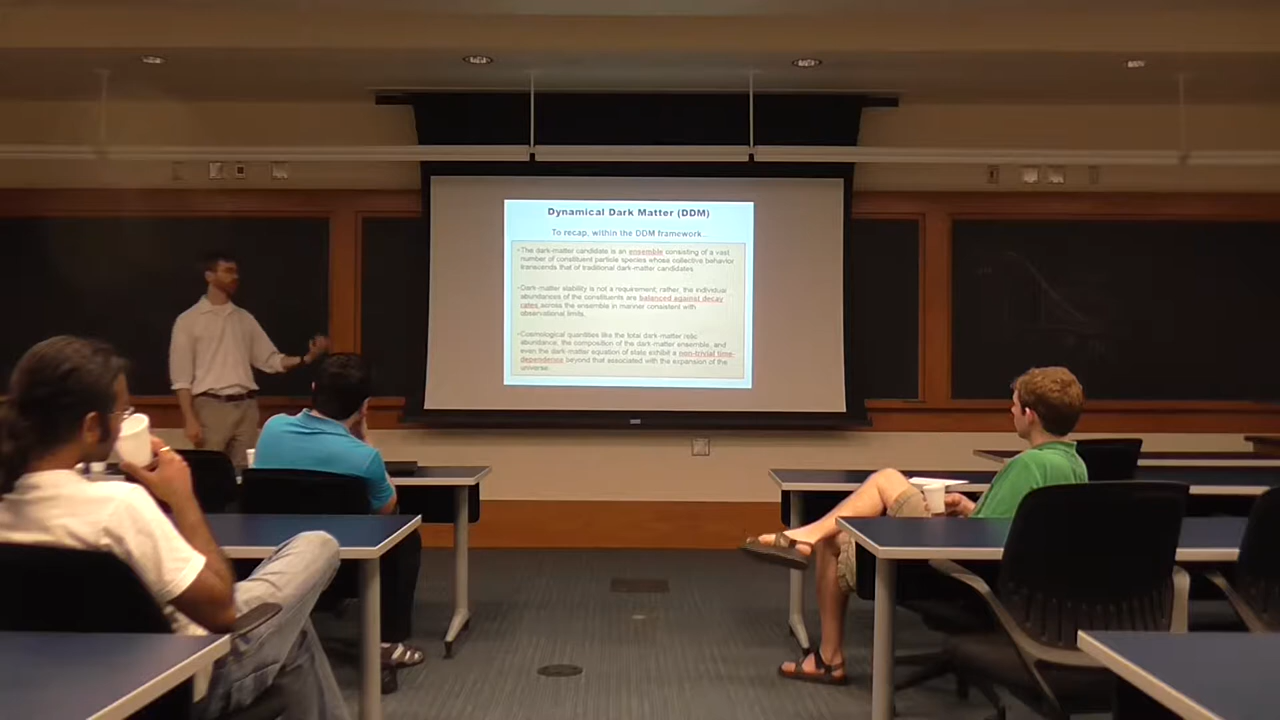 Dynamical Dark Matter (DDM)
To recap, within the DDM framework...
•The dark-matter candidate is an ensemble consisting of a vast
number of constituent particle species whose collective behavior
transcends that of traditional dark-matter candidates.
•Dark-matter stability is not a requirement; rather, the individual
abundances of the constituents are balanced against decay
rates across the ensemble in manner consistent with
observational limits.
•Cosmological quantities like the total dark-matter relic
abundance, the composition of the dark-matter ensemble, and
even the dark-matter equation of state exhibit a non-trivial time-
dependence beyond that associated with the expansion of the
universe.